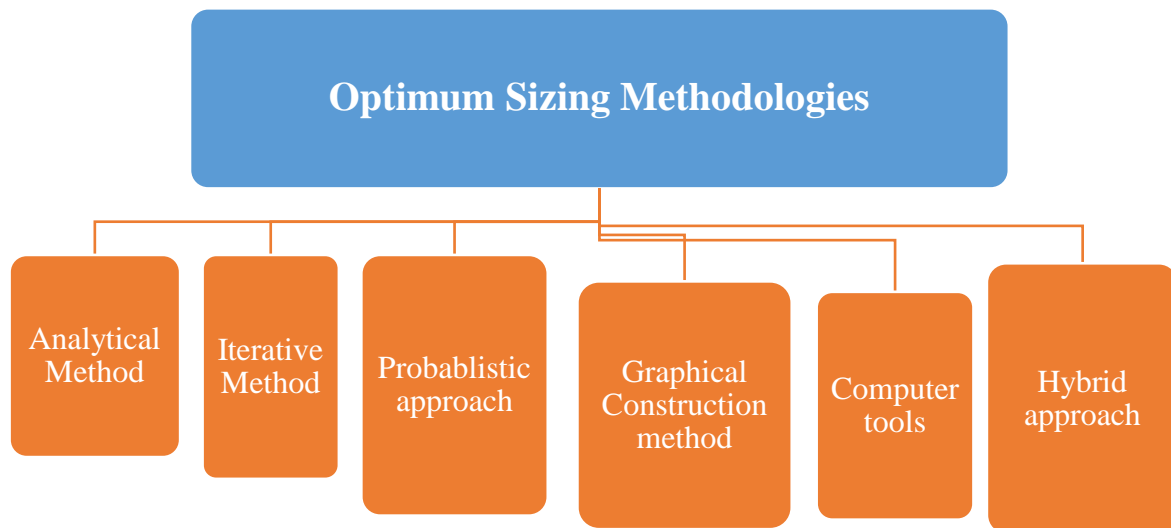 Optimum Sizing Methodologies
Analytical
Method
Iterative
Method
Probablistic
approach
Graphical
Construction
method
Computer
tools
Hybrid
approach